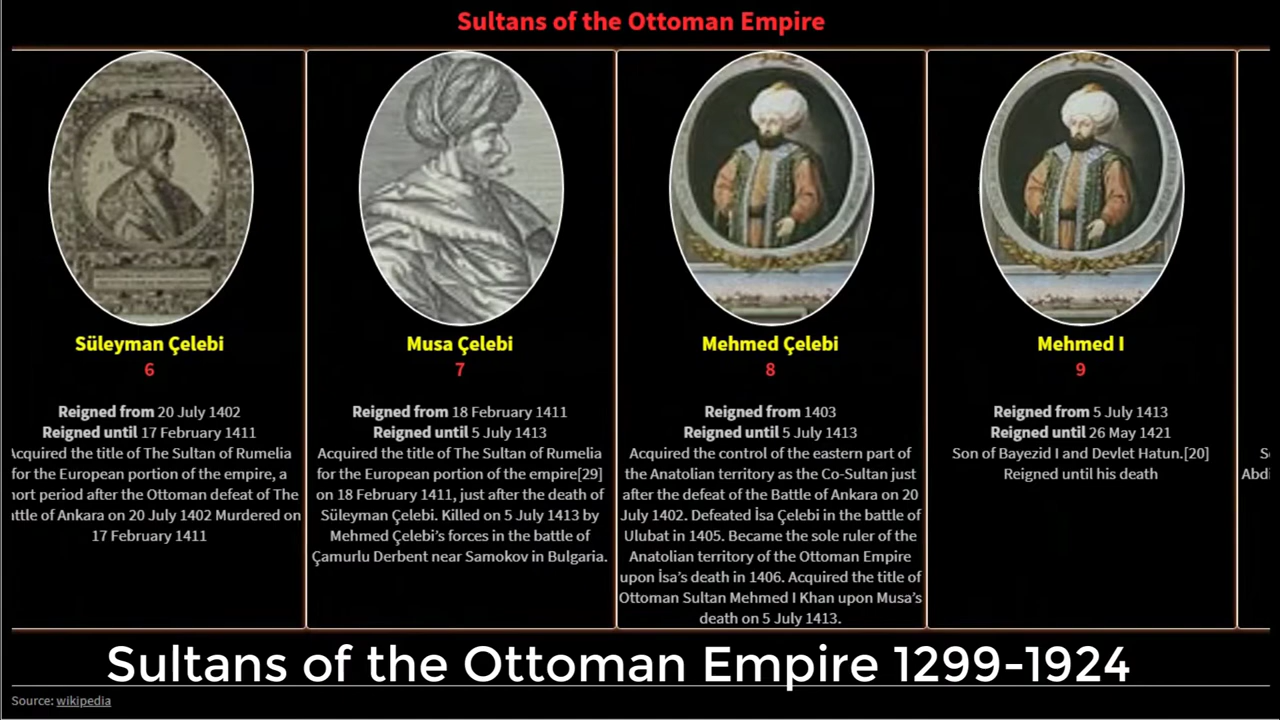 Sultans of the Ottoman Empire
Süleyman Çelebi
6
Reigned from 20 July 1402
Reigned until 17 February 1411
Acquired the title of The Sultan of Rumelia
for the European portion of the empire, a
short period after the Ottoman defeat of The
Battle of Ankara on 20 July 1402 Murdered on
17 February 1411
Musa Çelebi
7
Reigned from 18 February 1411
Reigned until 5 July 1413
Acquired the title of The Sultan of Rumelia
for the European portion of the empire[29]
on 18 February 1411, just after the death of
Süleyman Çelebi. Killed on 5 July 1413 by
Mehmed Çelebi’s forces in the battle of
Çamurlu Derbent near Samokov in Bulgaria.
Mehmed Çelebi
8
Reigned from 1403
Reigned until 5 July 1413
Acquired the control of the eastern part of
the Anatolian territory as the Co-Sultan just
after the defeat of the Battle of Ankara on 20
July 1402. Defeated İsa Çelebi in the battle of
Ulubat in 1405. Became the sole ruler of the
Anatolian territory of the Ottoman Empire
upon İsa’s death in 1406. Acquired the title of
Ottoman Sultan Mehmed I Khan upon Musa’s
death on 5 July 1413.
Mehmed I
9
Reigned from 5 July 1413
Reigned until 26 May 1421
Son of Bayezid I and Devlet Hatun.[20]
Reigned until his death
Sultans of the Ottoman Empire 1299-1924
Source: wikipedia